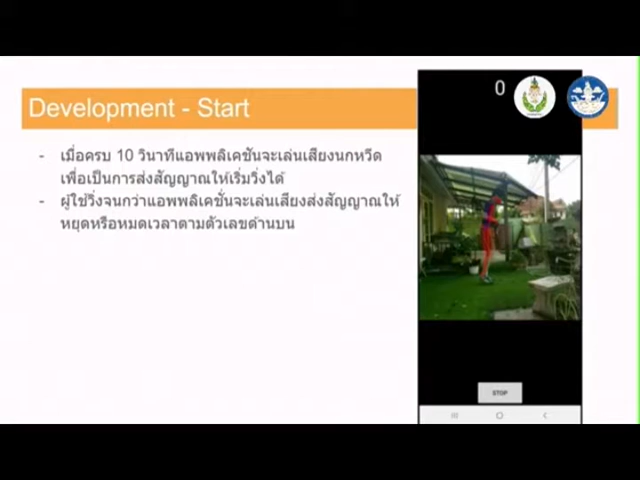 Development - Start
0
- เมื่อครบ 10 วินาทีแอพพลิเคชันจะเล่นเสียงนกหวีด
เพื่อเป็นการส่งสัญญาณให้เริ่มวิ่งได้
- ผู้ใช้วิ่งจนกว่าแอพพลิเคชั่นจะเล่นเสียงส่งสัญญาณให้
หยุดหรือหมดเวลาตามตัวเลขด้านบน
STOP